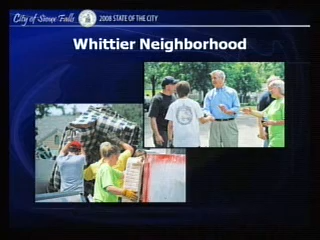 City of Sioux Falls 2008 STATE OF THE CITY
Whittier Neighborhood